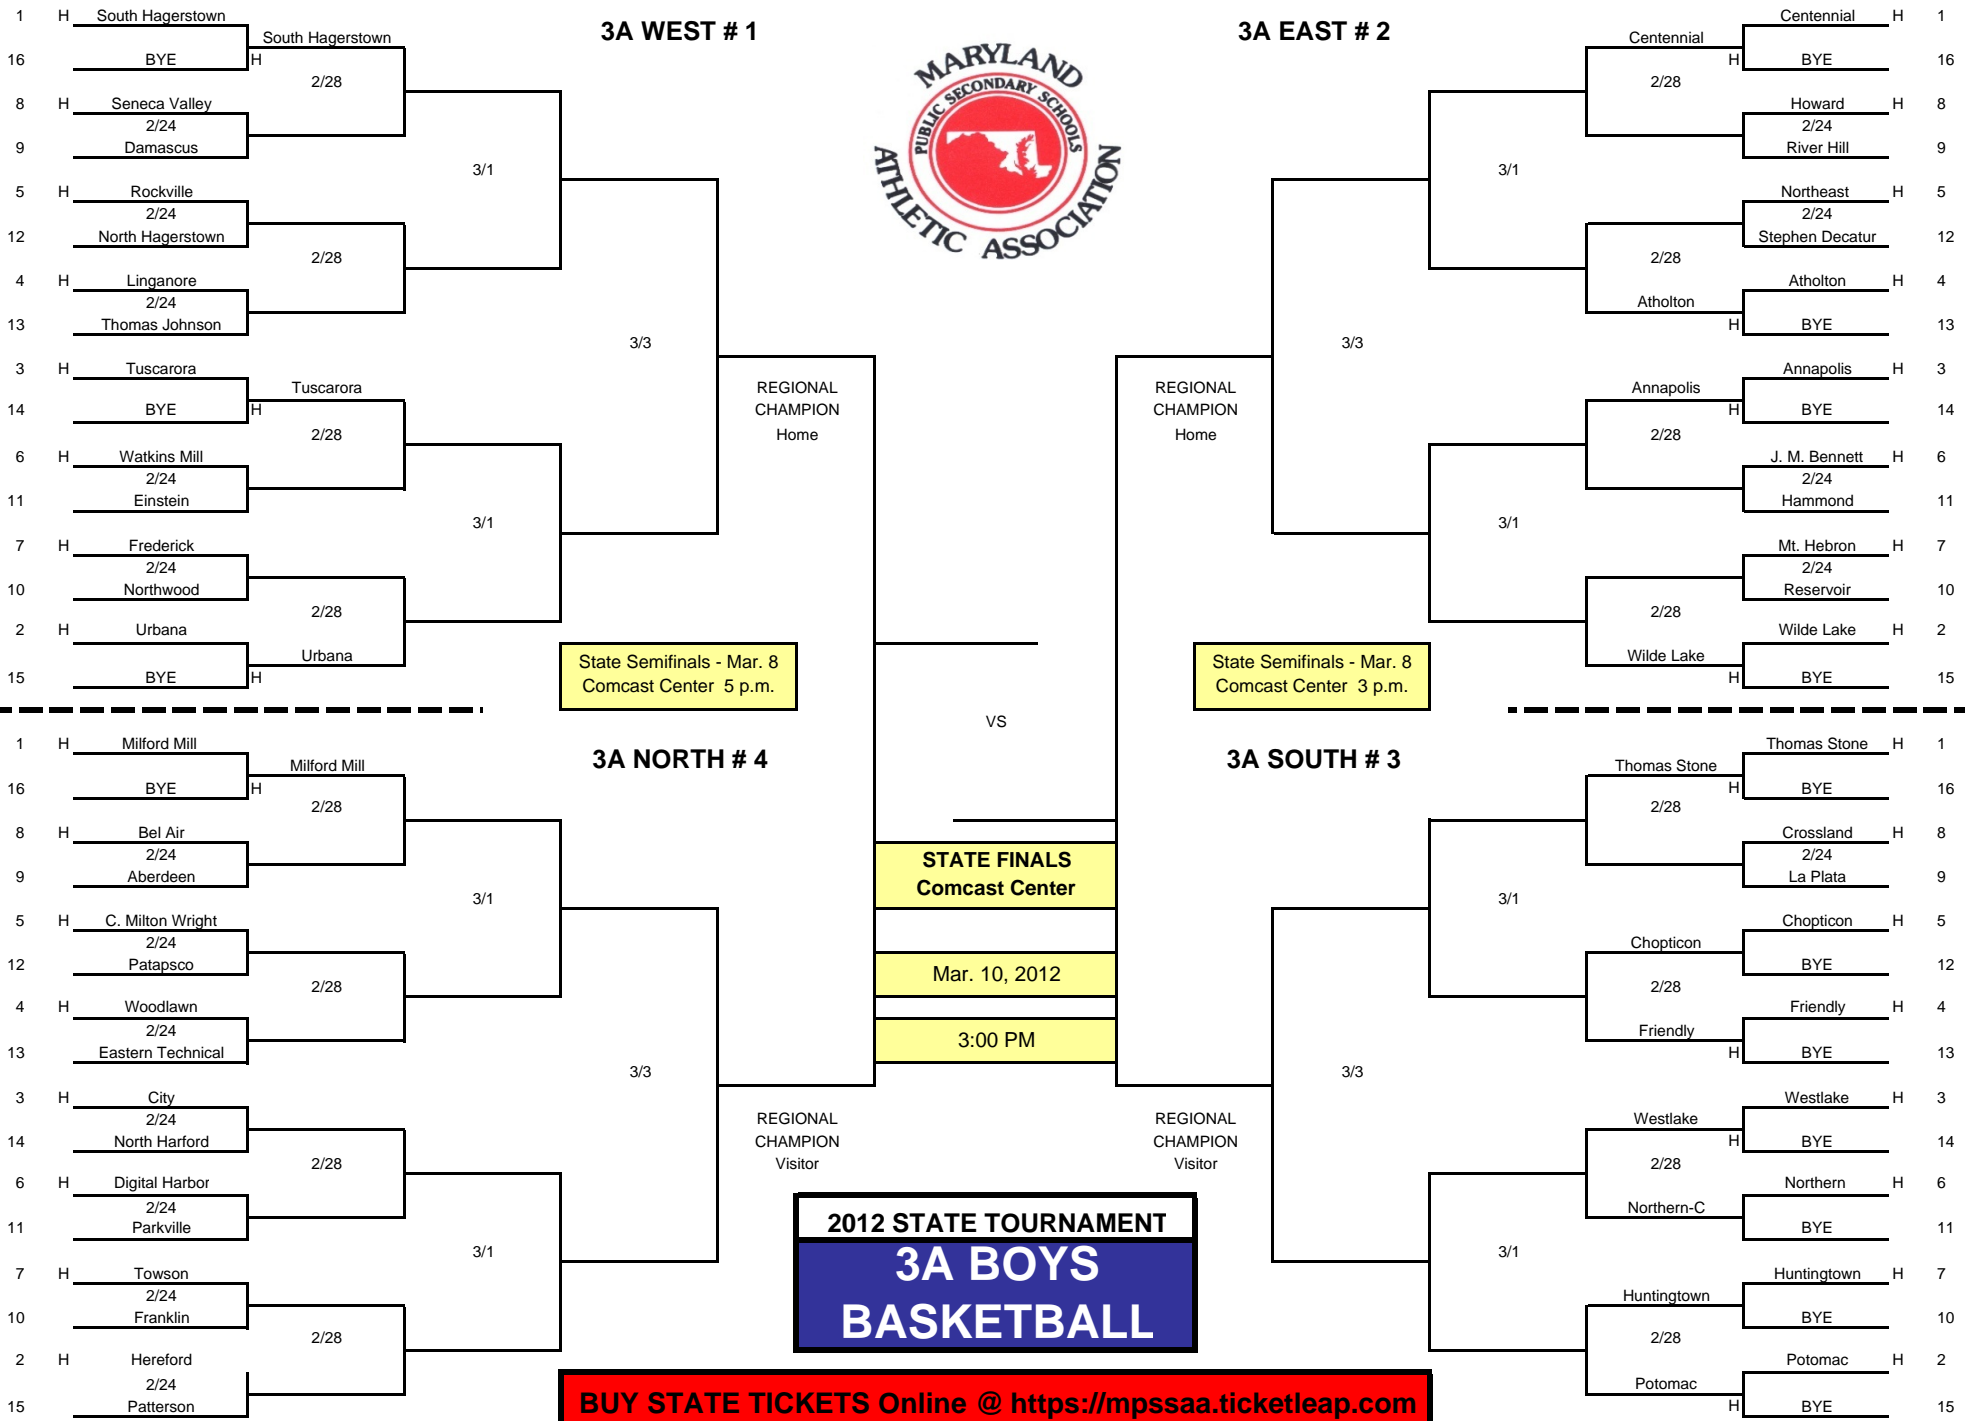 3A WEST # 1
1 H South Hagerstown
South Hagerstown
16 BYE H
2/28
8 H Seneca Valley
2/24
9 Damascus
3/1
5 H Rockville
2/24
12 North Hagerstown
2/28
4 H Linganore
2/24
13 Thomas Johnson
3/3
3 H Tuscarora
Tuscarora
14 BYE H
2/28
6 H Watkins Mill
2/24
11 Einstein
3/1
7 H Frederick
2/24
10 Northwood
2/28
2 H Urbana
Urbana
15 BYE H
REGIONAL
CHAMPION
Home
State Semifinals - Mar. 8
Comcast Center 5 p.m.
MARYLAND
PUBLIC SECONDARY SCHOOLS
ATHLETIC ASSOCIATION
3A EAST # 2
Centennial H 1
Centennial
H BYE 16
2/28
Howard H 8
2/24
River Hill 9
3/1
Northeast H 5
2/24
Stephen Decatur 12
2/28
Atholton H 4
Atholton
H BYE 13
3/3
Annapolis H 3
Annapolis
H BYE 14
2/28
J. M. Bennett H 6
2/24
Hammond 11
3/1
Mt. Hebron H 7
2/24
Reservoir 10
2/28
Wilde Lake H 2
Wilde Lake
H BYE 15
REGIONAL
CHAMPION
Home
State Semifinals - Mar. 8
Comcast Center 3 p.m.
VS
3A NORTH # 4
1 H Milford Mill
Milford Mill
16 BYE H
2/28
8 H Bel Air
2/24
9 Aberdeen
3/1
5 H C. Milton Wright
2/24
12 Patapsco
2/28
4 H Woodlawn
2/24
13 Eastern Technical
3/3
3 H City
2/24
14 North Harford
2/28
6 H Digital Harbor
2/24
11 Parkville
3/1
7 H Towson
2/24
10 Franklin
2/28
2 H Hereford
2/24
15 Patterson
REGIONAL
CHAMPION
Visitor
STATE FINALS
Comcast Center
Mar. 10, 2012
3:00 PM
3A SOUTH # 3
Thomas Stone H 1
Thomas Stone
H BYE 16
2/28
Crossland H 8
2/24
La Plata 9
3/1
Chopticon H 5
Chopticon
BYE 12
2/28
Friendly H 4
Friendly
H BYE 13
3/3
Westlake H 3
Westlake
H BYE 14
2/28
Northern H 6
Northern-C
BYE 11
3/1
Huntingtown H 7
Huntingtown
BYE 10
2/28
Potomac H 2
Potomac
H BYE 15
REGIONAL
CHAMPION
Visitor
2012 STATE TOURNAMENT
3A BOYS
BASKETBALL
BUY STATE TICKETS Online @ https://mpssaa.ticketleap.com